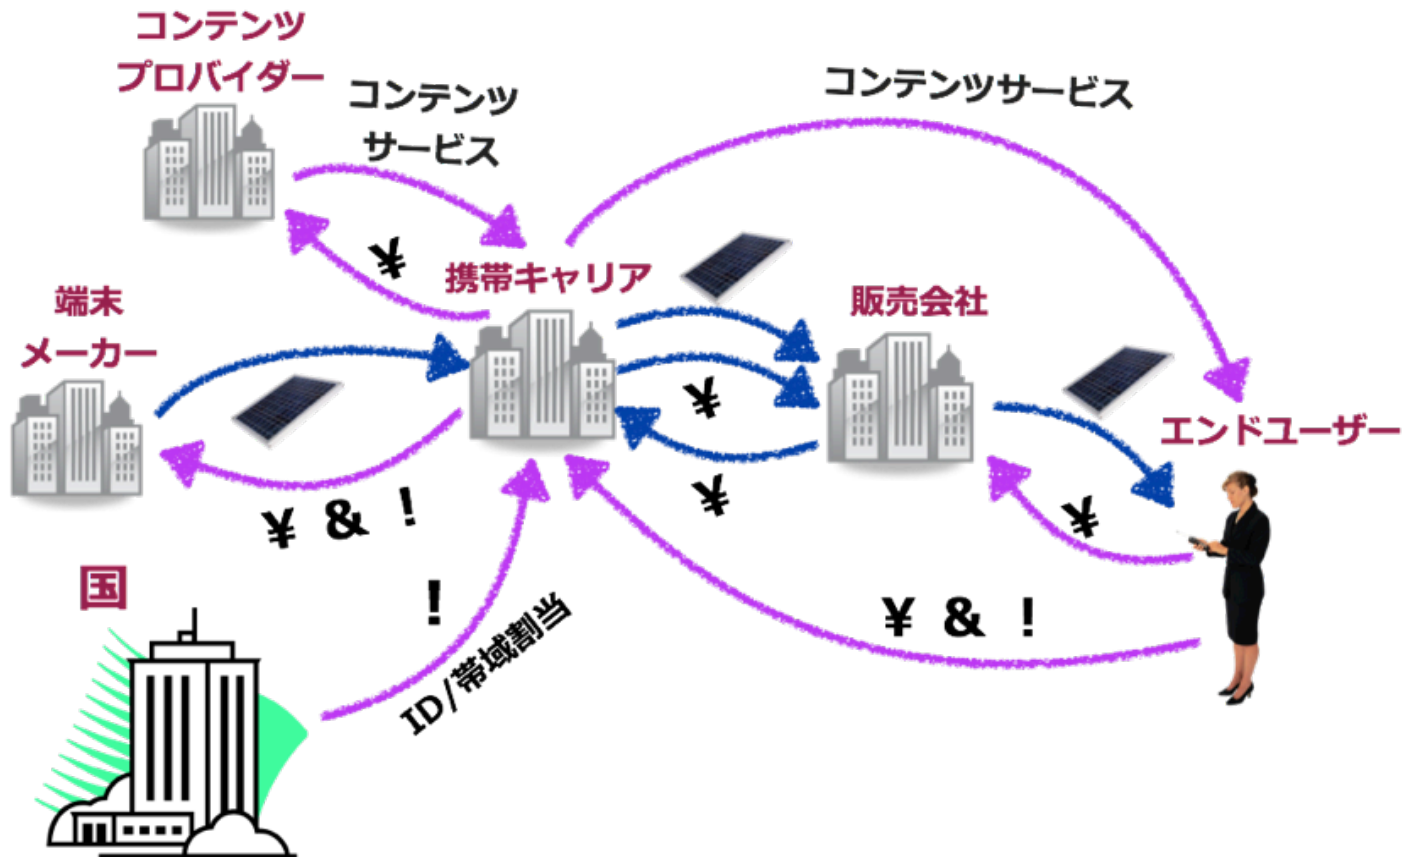 コンテンツ
プロバイダー
コンテンツ
サービス
コンテンツサービス
¥
携帯キャリア
端末
メーカー
販売会社
¥
エンドユーザー
¥
¥ & !
¥
国
!
ID/帯域割当
¥ & !